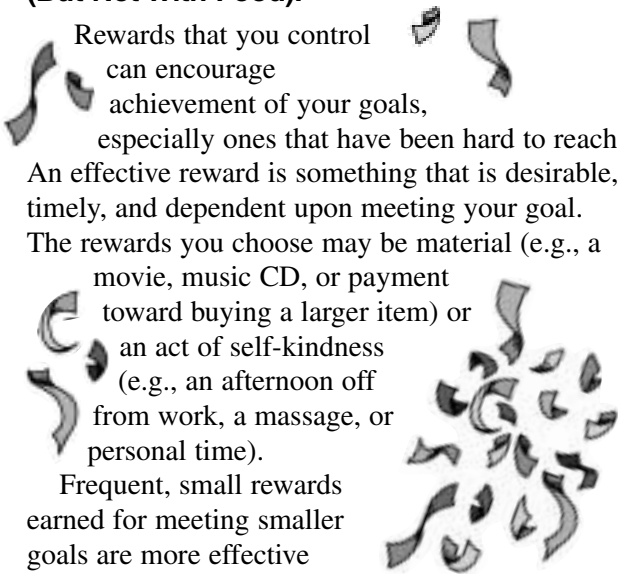 Rewards that you control
can encourage
achievement of your goals,
especially ones that have been hard to reach
An effective reward is something that is desirable,
timely, and dependent upon meeting your goal.
The rewards you choose may be material (e.g., a
movie, music CD, or payment
toward buying a larger item) or
an act of self-kindness
(e.g., an afternoon off
from work, a massage, or
personal time).
Frequent, small rewards
earned for meeting smaller
goals are more effective